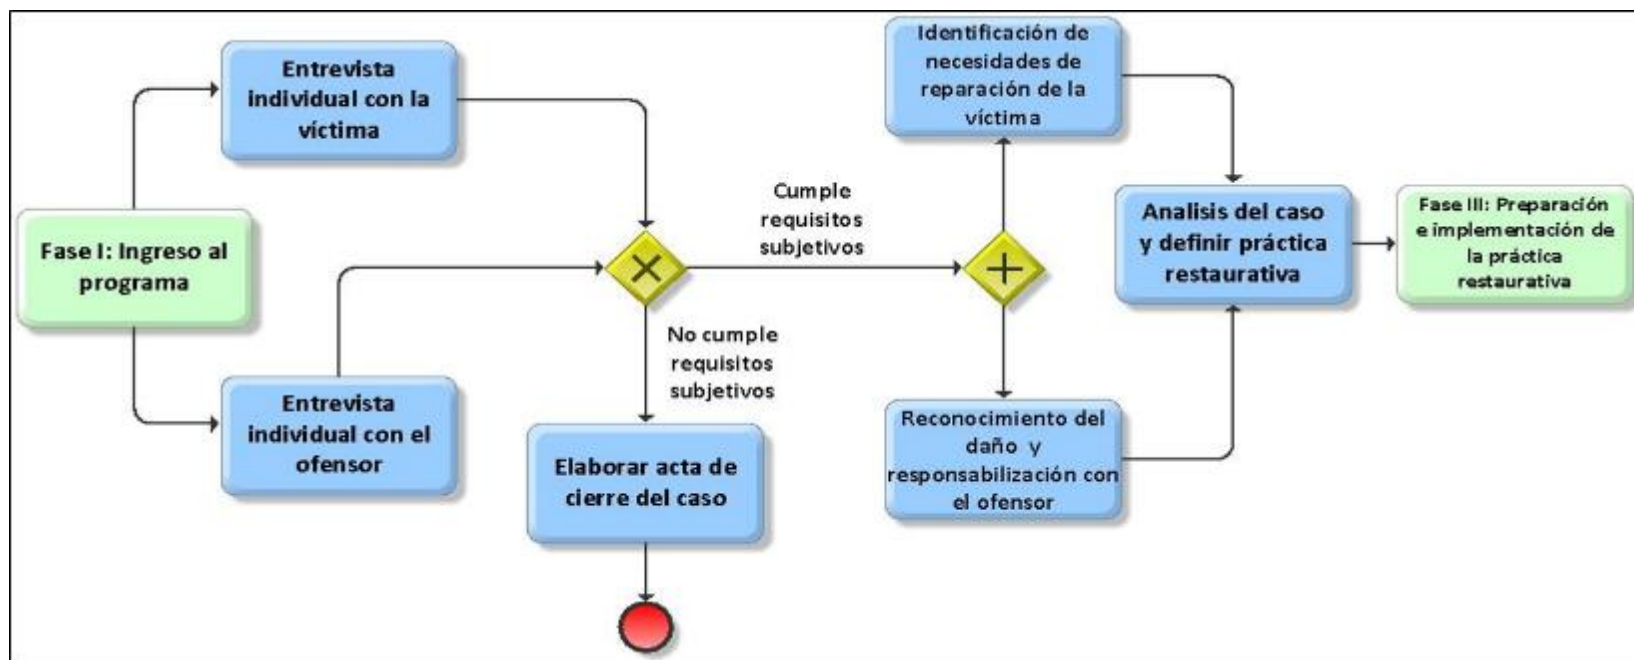 Entrevista
individual con la
víctima
Fase I: Ingreso al
programa
Entrevista
individual con el
ofensor
Cumple
requisitos
subjetivos
No cumple
requisitos
subjetivos
Elaborar acta de
cierre del caso
Identificación de
necesidades de
reparación de la
víctima
Reconocimiento del
daño y
responsabilización con
el ofensor
Analisis del caso
y definir práctica
restaurativa
Fase III: Preparación
e implementación de
la práctica
restaurativa